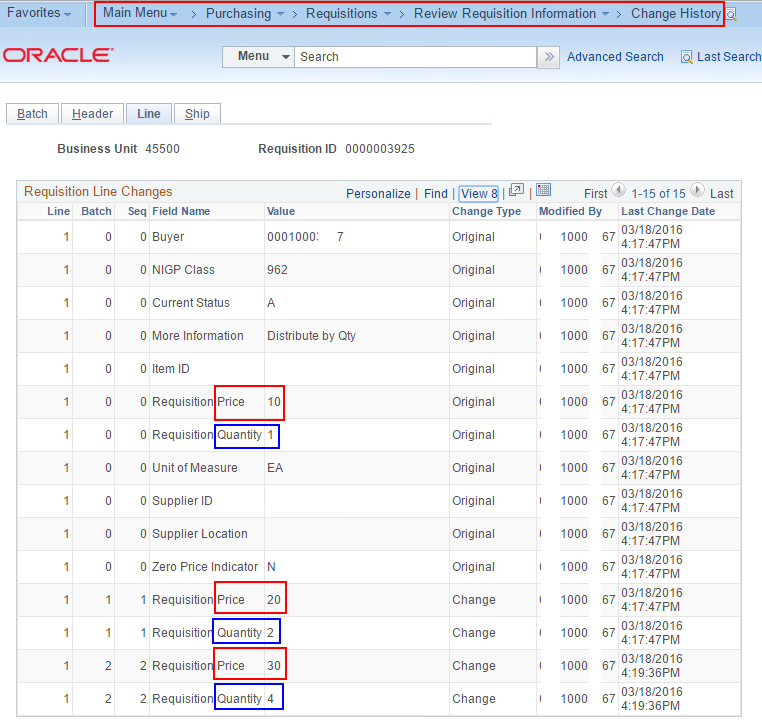 Favorites Main Menu > Purchasing > Requisitions > Review Requisition Information > Change History
ORACLE
Menu Search Advanced Search Last Search
Batch Header Line Ship
Business Unit 45500 Requisition ID 0000003925
Requisition Line Changes Personalize | Find | View 8 | | First 1-15 of 15 Last
Line Batch Seq Field Name Value Change Type Modified By Last Change Date
1 0 0 Buyer 00010003 7 Original 1000 67 03/18/2016
4:17:47PM
1 0 0 NIGP Class 962 Original 1000 67 03/18/2016
4:17:47PM
1 0 0 Current Status A Original 1000 67 03/18/2016
4:17:47PM
1 0 0 More Information Distribute by Qty Original 1000 67 03/18/2016
4:17:47PM
1 0 0 Item ID Original 1000 67 03/18/2016
4:17:47PM
1 0 0 Requisition Price 10 Original 1000 67 03/18/2016
4:17:47PM
1 0 0 Requisition Quantity 1 Original 1000 67 03/18/2016
4:17:47PM
1 0 0 Unit of Measure EA Original 1000 67 03/18/2016
4:17:47PM
1 0 0 Supplier ID Original 1000 67 03/18/2016
4:17:47PM
1 0 0 Supplier Location Original 1000 67 03/18/2016
4:17:47PM
1 0 0 Zero Price Indicator N Original 1000 67 03/18/2016
4:17:47PM
1 1 1 Requisition Price 20 Change 1000 67 03/18/2016
4:17:47PM
1 1 1 Requisition Quantity 2 Change 1000 67 03/18/2016
4:17:47PM
1 2 2 Requisition Price 30 Change 1000 67 03/18/2016
4:19:36PM
1 2 2 Requisition Quantity 4 Change 1000 67 03/18/2016
4:19:36PM